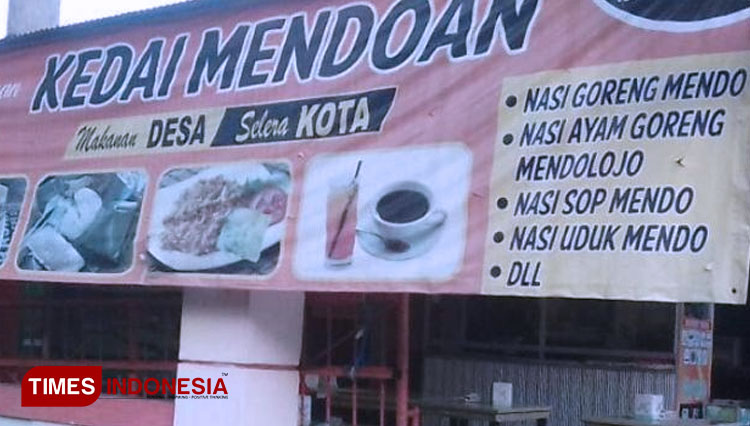 KEDAI MENDOAN
Makanan DESA Selera KOTA
• NASI GORENG MENDO
• NASI AYAM GORENG
MENDOLOJO
• NASI SOP MENDO
• NASI UDUK MENDO
• DLL
TIMES INDONESIA™